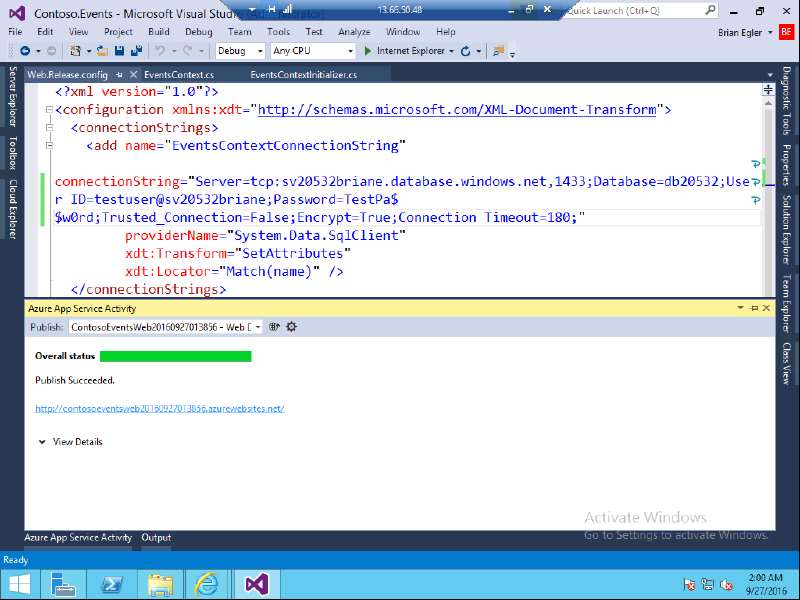 Contoso.Events - Microsoft Visual Stu
13.66.50.48
Quick Launch (Ctrl+Q)
File Edit View Project Build Debug Team Tools Test Analyze Window Help
Brian Egler
BE
Debug
Any CPU
Internet Explorer
Web.Release.config
EventsContext.cs
EventsContextInitializer.cs
<?xml version="1.0"?>
<configuration xmlns:xdt="http://schemas.microsoft.com/XML-Document-Transform">
<connectionStrings>
<add name="EventsContextConnectionString"
connectionString="Server=tcp:sv20532briane.database.windows.net,1433;Database=db20532;Use
r ID=testuser@sv20532briane;Password=TestPa$
$w0rd;Trusted_Connection=False;Encrypt=True;Connection Timeout=180;"
providerName="System.Data.SqlClient"
xdt:Transform="SetAttributes"
xdt:Locator="Match(name)" />
</connectionStrings>
Server Explorer
Toolbox
Cloud Explorer
Diagnostic Tools
Properties
Solution Explorer
Team Explorer
Class View
Azure App Service Activity
Publish:
ContosoEventsWeb20160927013856 - Web D
Overall status
Publish Succeeded.
http://contosoeventsweb20160927013856.azurewebsites.net/
View Details
Activate Windows
Go to Settings to activate Windows.
Azure App Service Activity
Output
Ready
2:00 AM
9/27/2016